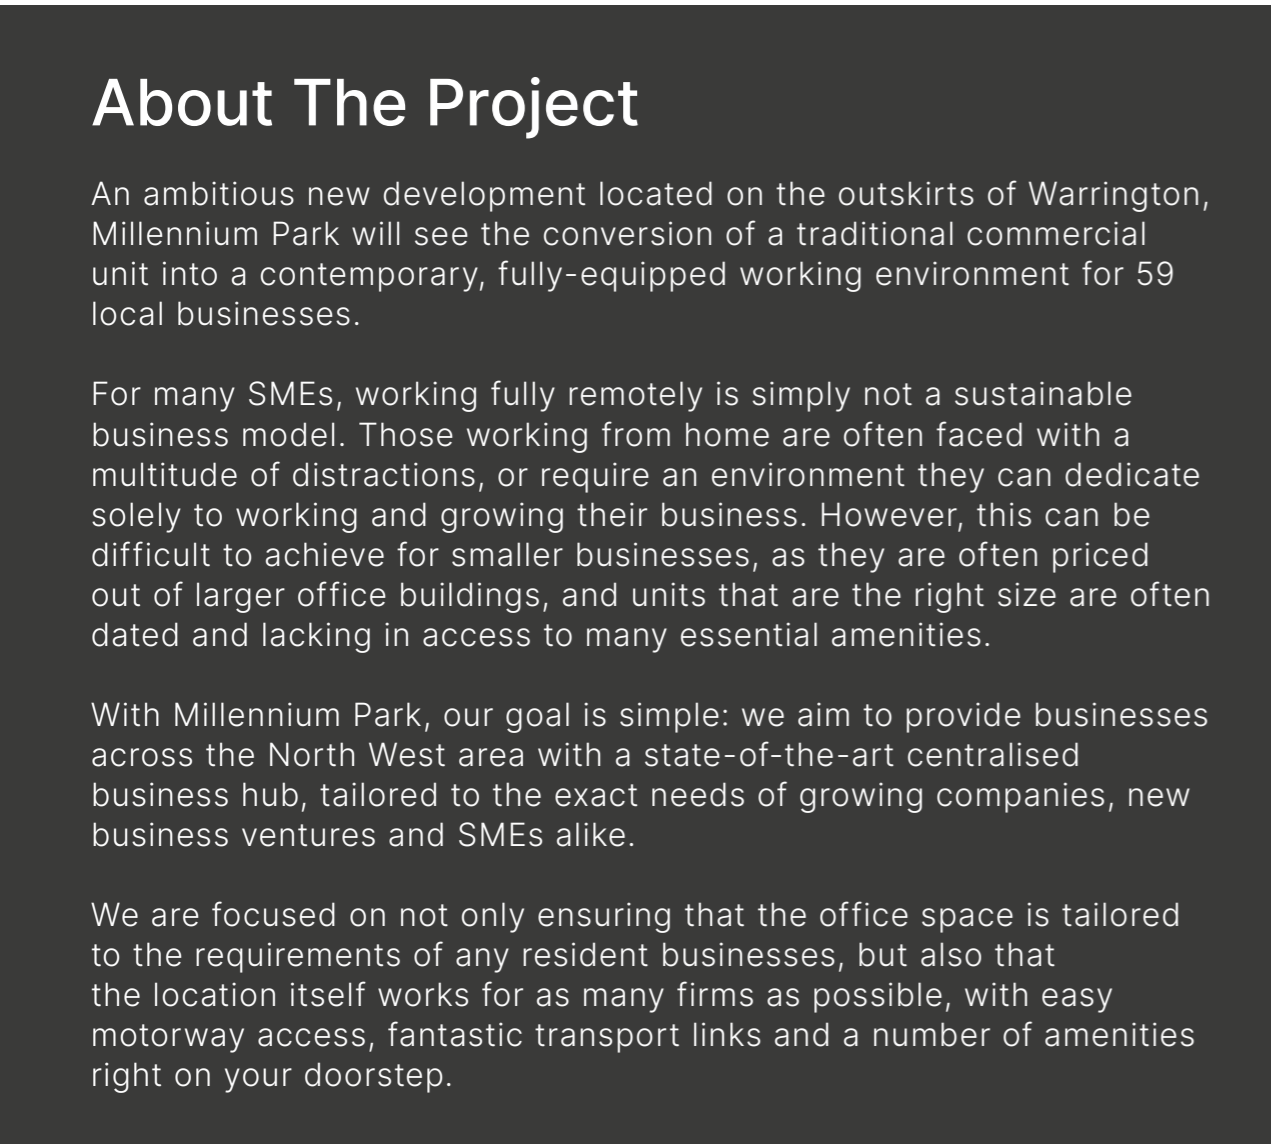 About The Project
An ambitious new development located on the outskirts of Warrington,
Millennium Park will see the conversion of a traditional commercial
unit into a contemporary, fully-equipped working environment for 59
local businesses.
For many SMEs, working fully remotely is simply not a sustainable
business model. Those working from home are often faced with a
multitude of distractions, or require an environment they can dedicate
solely to working and growing their business. However, this can be
difficult to achieve for smaller businesses, as they are often priced
out of larger office buildings, and units that are the right size are often
dated and lacking in access to many essential amenities.
With Millennium Park, our goal is simple: we aim to provide businesses
across the North West area with a state-of-the-art centralised
business hub, tailored to the exact needs of growing companies, new
business ventures and SMEs alike.
We are focused on not only ensuring that the office space is tailored
to the requirements of any resident businesses, but also that
the location itself works for as many firms as possible, with easy
motorway access, fantastic transport links and a number of amenities
right on your doorstep.